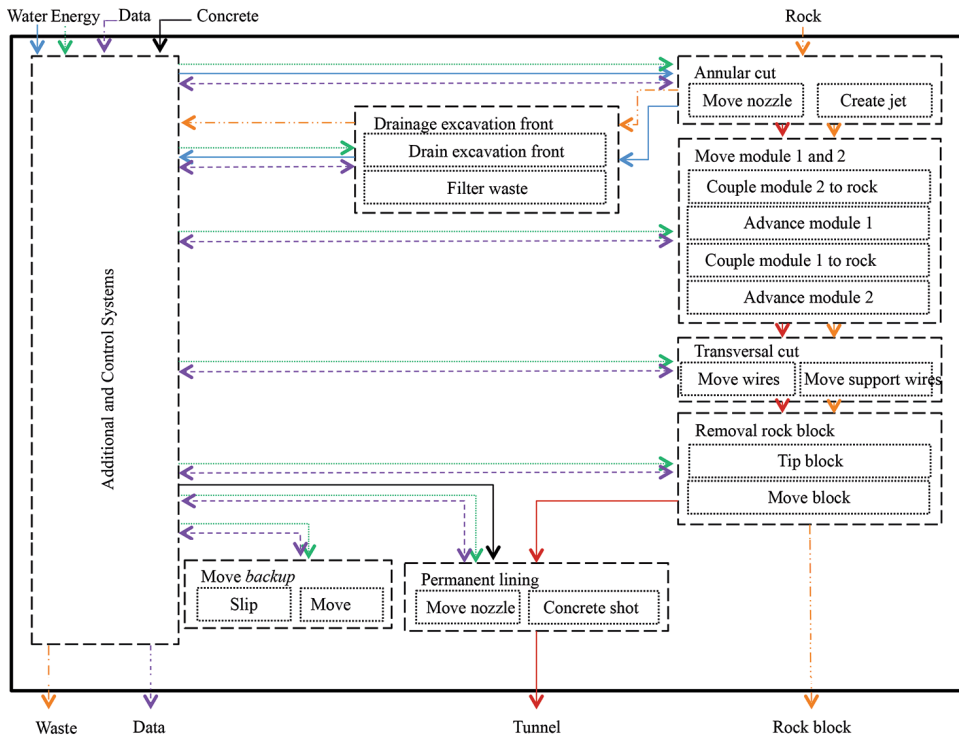 Water Energy Data Concrete Rock
Annular cut
Move nozzle Create jet
Drainage excavation front
Drain excavation front
Filter waste
Move module 1 and 2
Couple module 2 to rock
Advance module 1
Couple module 1 to rock
Advance module 2
Additional and Control Systems
Transversal cut
Move wires Move support wires
Removal rock block
Tip block
Move block
Move backup
Slip Move
Permanent lining
Move nozzle Concrete shot
Waste Data Tunnel Rock block